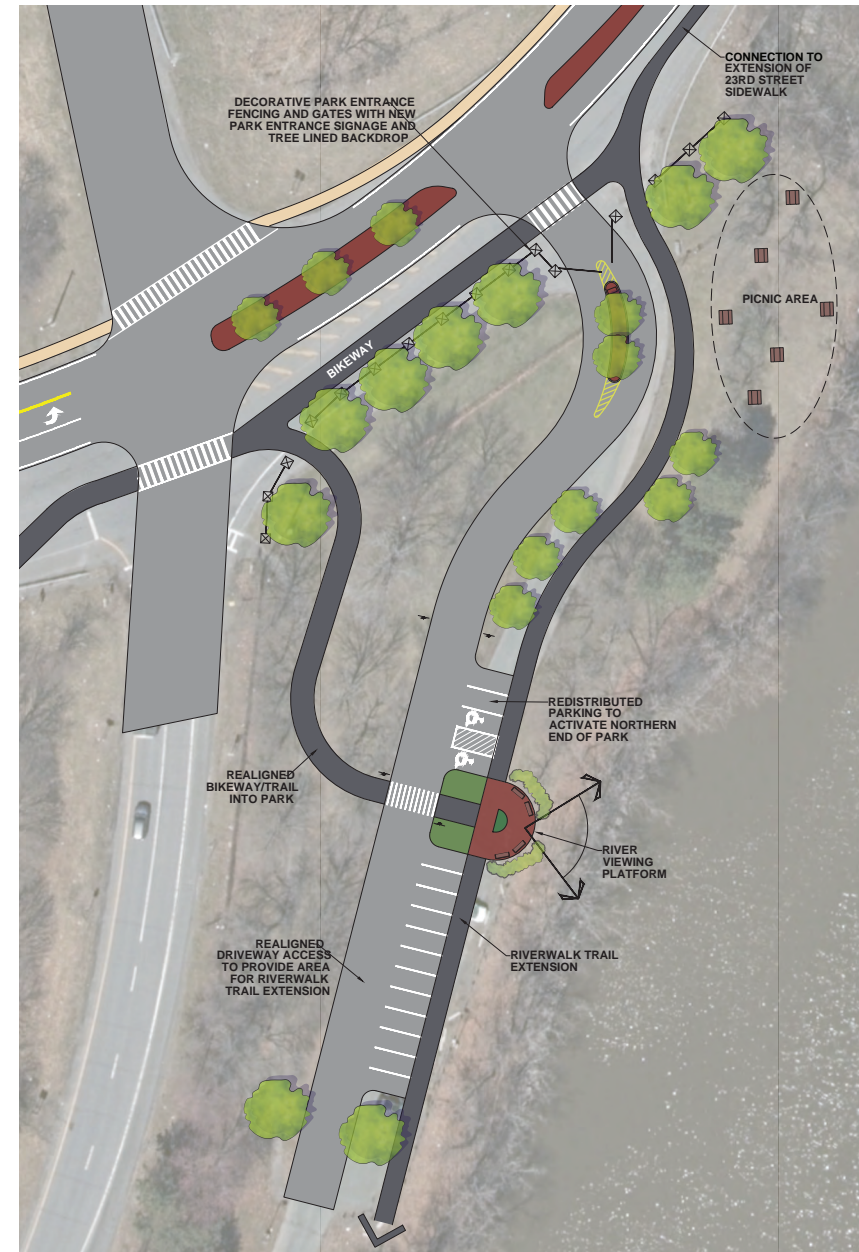 CONNECTION TO
EXTENSION OF
23RD STREET
SIDEWALK
DECORATIVE PARK ENTRANCE
FENCING AND GATES WITH NEW
PARK ENTRANCE SIGNAGE AND
TREE LINED BACKDROP
PICNIC AREA
BIKEWAY
REDISTRIBUTED
PARKING TO
ACTIVATE NORTHERN
END OF PARK
REALIGNED
BIKEWAY/TRAIL
INTO PARK
RIVER
VIEWING
PLATFORM
REALIGNED
DRIVEWAY ACCESS
TO PROVIDE AREA
FOR RIVERWALK
TRAIL EXTENSION
RIVERWALK TRAIL
EXTENSION